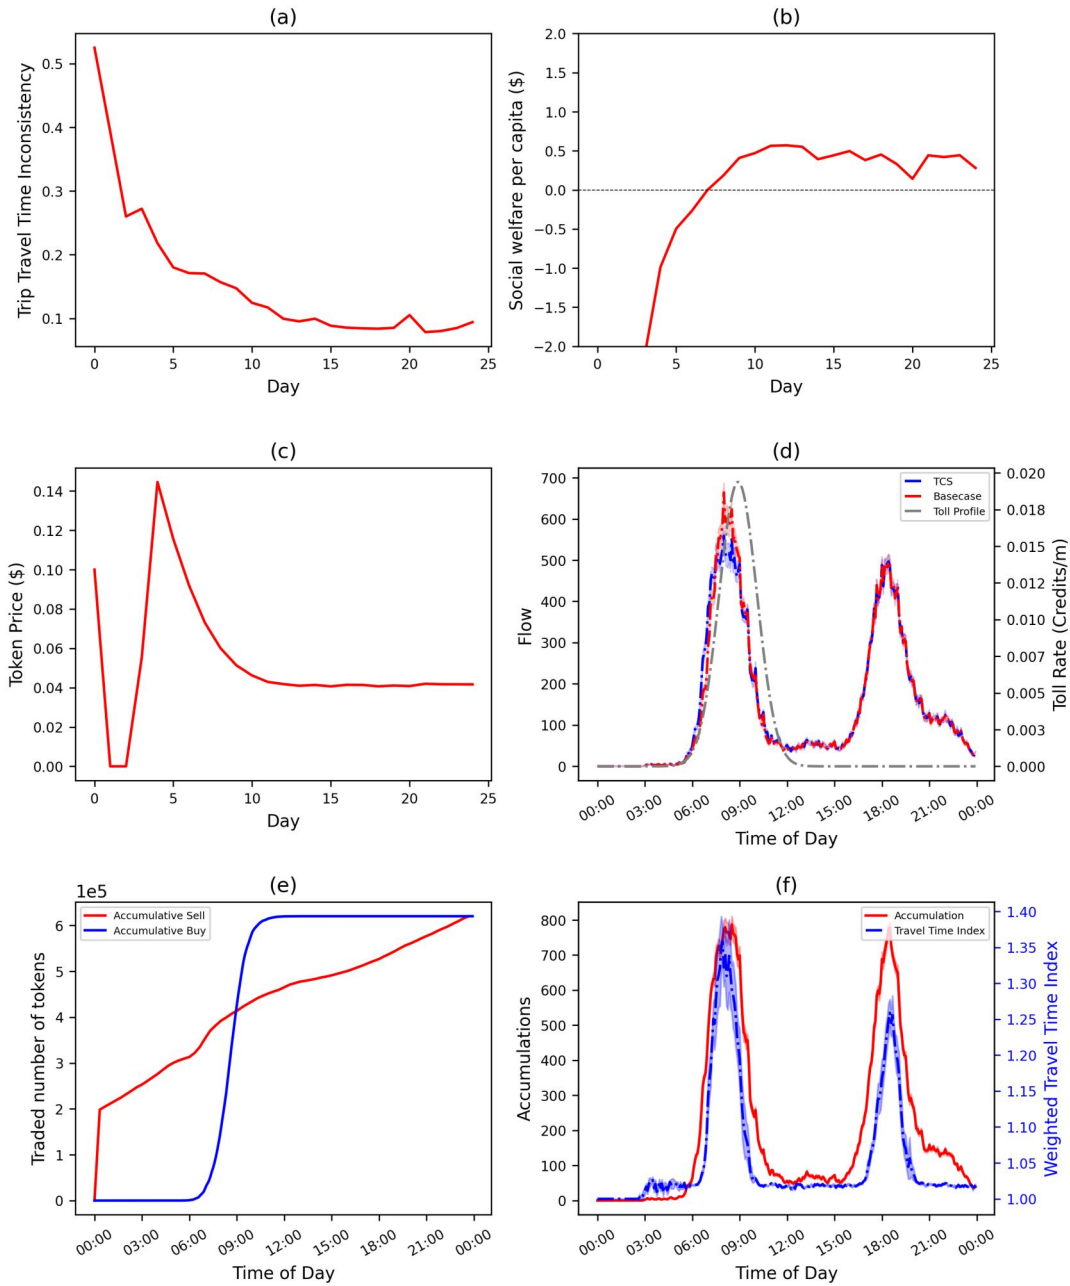 (a)
Trip Travel Time Inconsistency
0.5
0.4
0.3
0.2
0.1
0 5 10 15 20 25
Day
(b)
Social welfare per capita ($)
2.0
1.5
1.0
0.5
0.0
−0.5
−1.0
−1.5
−2.0
0 5 10 15 20 25
Day
(c)
Token Price ($)
0.14
0.12
0.10
0.08
0.06
0.04
0.02
0.00
0 5 10 15 20 25
Day
(d)
Flow
700
600
500
400
300
200
100
0
TCS
Basecase
Toll Profile
0.020
0.018
0.015
0.012
0.010
0.007
0.005
0.003
0.000
Toll Rate (Credits/m)
00:00 03:00 06:00 09:00 12:00 15:00 18:00 21:00 00:00
Time of Day
(e)
1e5
Traded number of tokens
6
5
4
3
2
1
0
Accumulative Sell
Accumulative Buy
00:00 03:00 06:00 09:00 12:00 15:00 18:00 21:00 00:00
Time of Day
(f)
Accumulations
800
700
600
500
400
300
200
100
0
Accumulation
Travel Time Index
1.40
1.35
1.30
1.25
1.20
1.15
1.10
1.05
1.00
Weighted Travel Time Index
00:00 03:00 06:00 09:00 12:00 15:00 18:00 21:00 00:00
Time of Day